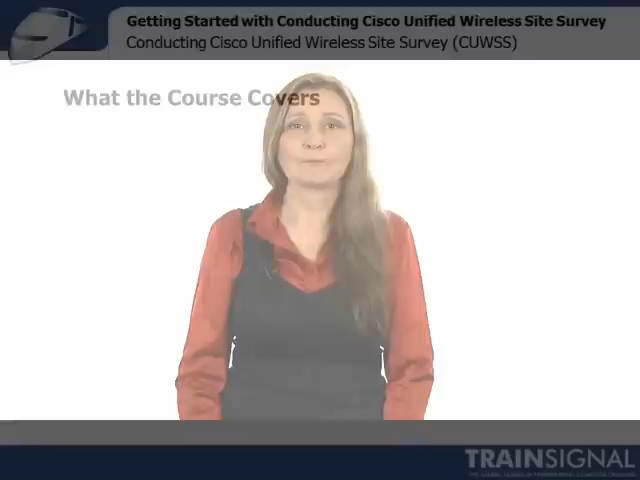 Getting Started with Conducting Cisco Unified Wireless Site Survey
Conducting Cisco Unified Wireless Site Survey (CUWSS)
What the Course Covers
TRAINSIGNAL